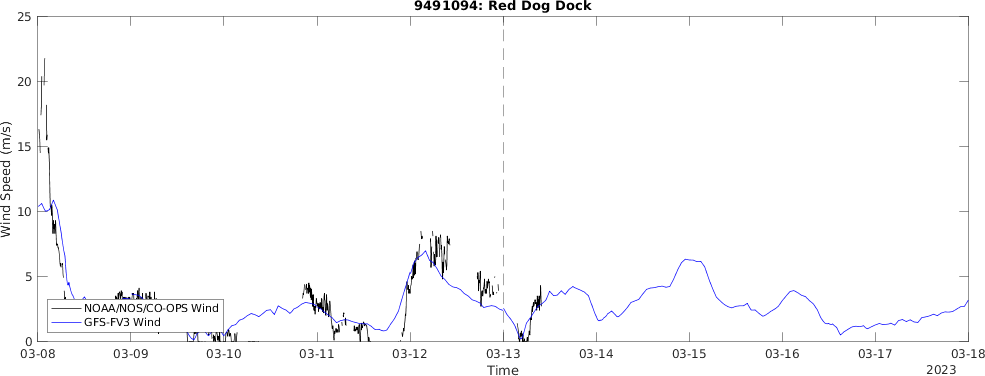 9491094: Red Dog Dock
25
20
15
10
5
0
Wind Speed (m/s)
NOAA/NOS/CO-OPS Wind
GFS-FV3 Wind
03-08 03-09 03-10 03-11 03-12 03-13 03-14 03-15 03-16 03-17 03-18
Time
2023